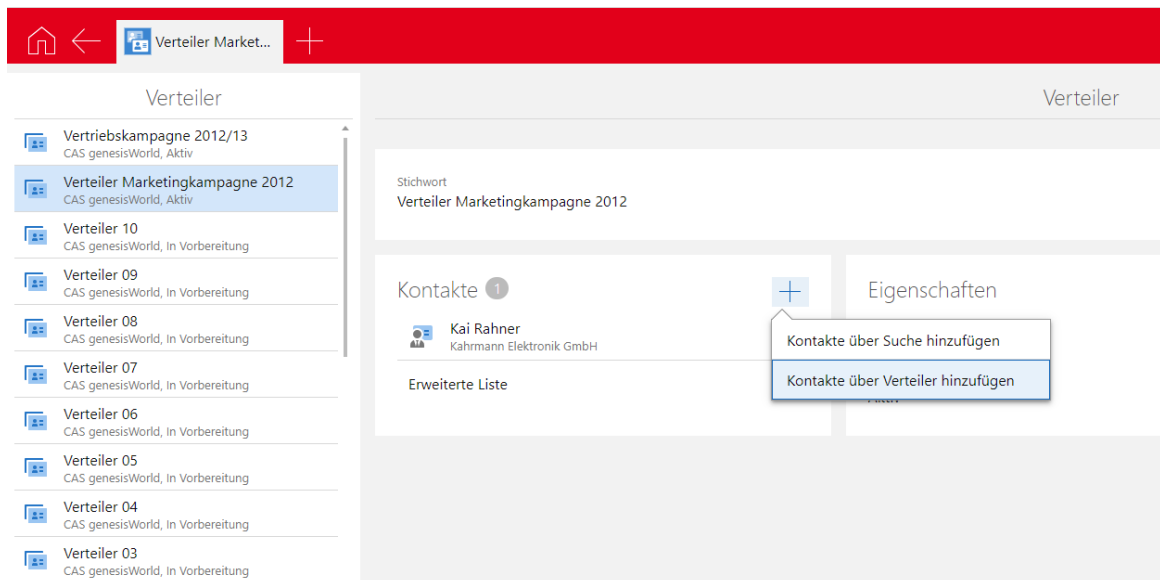 Verteiler Market...
Verteiler
Vertriebskampagne 2012/13
CAS genesisWorld, Aktiv
Verteiler Marketingkampagne 2012
CAS genesisWorld, Aktiv
Verteiler 10
CAS genesisWorld, In Vorbereitung
Verteiler 09
CAS genesisWorld, In Vorbereitung
Verteiler 08
CAS genesisWorld, In Vorbereitung
Verteiler 07
CAS genesisWorld, In Vorbereitung
Verteiler 06
CAS genesisWorld, In Vorbereitung
Verteiler 05
CAS genesisWorld, In Vorbereitung
Verteiler 04
CAS genesisWorld, In Vorbereitung
Verteiler 03
CAS genesisWorld, In Vorbereitung
Verteiler
Stichwort
Verteiler Marketingkampagne 2012
Kontakte 1
Kai Rahner
Kahrmann Elektronik GmbH
Erweiterte Liste
Kontakte über Suche hinzufügen
Kontakte über Verteiler hinzufügen
Eigenschaften